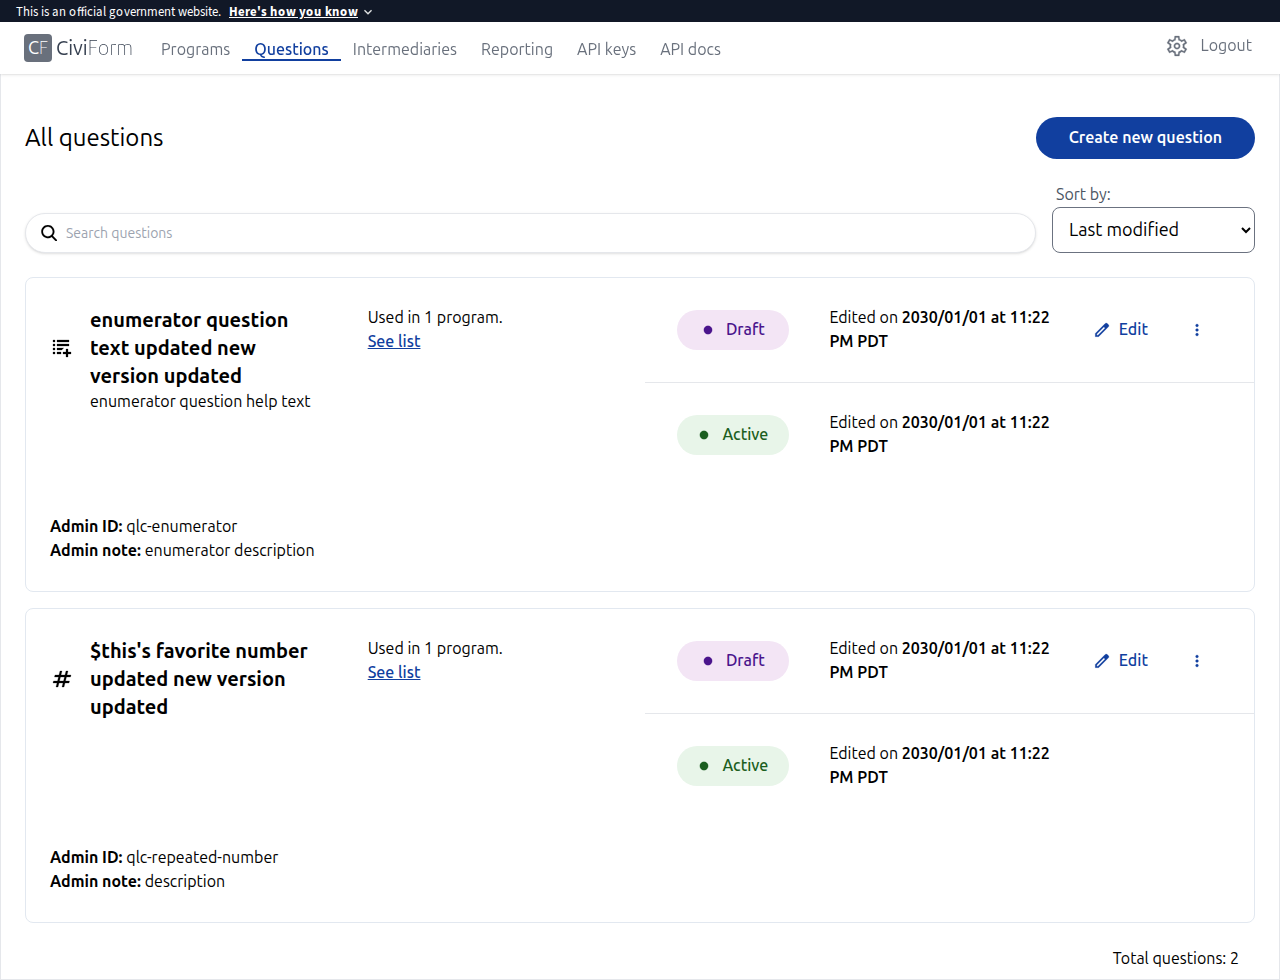 This is an official government website. Here's how you know
CF CiviForm Programs Questions Intermediaries Reporting API keys API docs Logout
All questions
Create new question
Sort by:
Search questions
Last modified
enumerator question
text updated new
version updated
enumerator question help text
Used in 1 program.
See list
Draft
Edited on 2030/01/01 at 11:22
PM PDT
Edit
Active
Edited on 2030/01/01 at 11:22
PM PDT
Admin ID: qlc-enumerator
Admin note: enumerator description
$this's favorite number
updated new version
updated
Used in 1 program.
See list
Draft
Edited on 2030/01/01 at 11:22
PM PDT
Edit
Active
Edited on 2030/01/01 at 11:22
PM PDT
Admin ID: qlc-repeated-number
Admin note: description
Total questions: 2